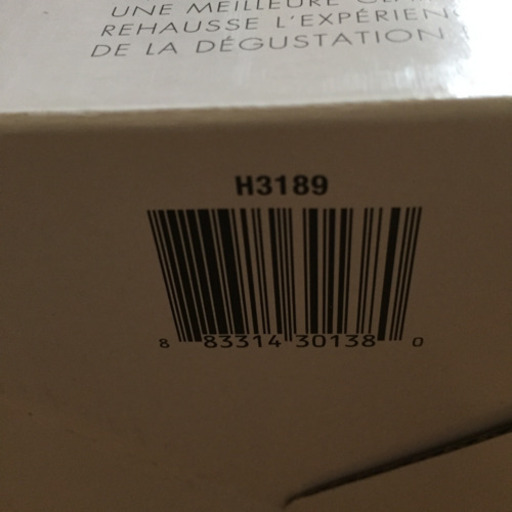 UNE MEILLEURE
REHAUSSE L'EXPÉRIEN
DE LA DÉGUSTATION
H3189
8 83314 30138 0